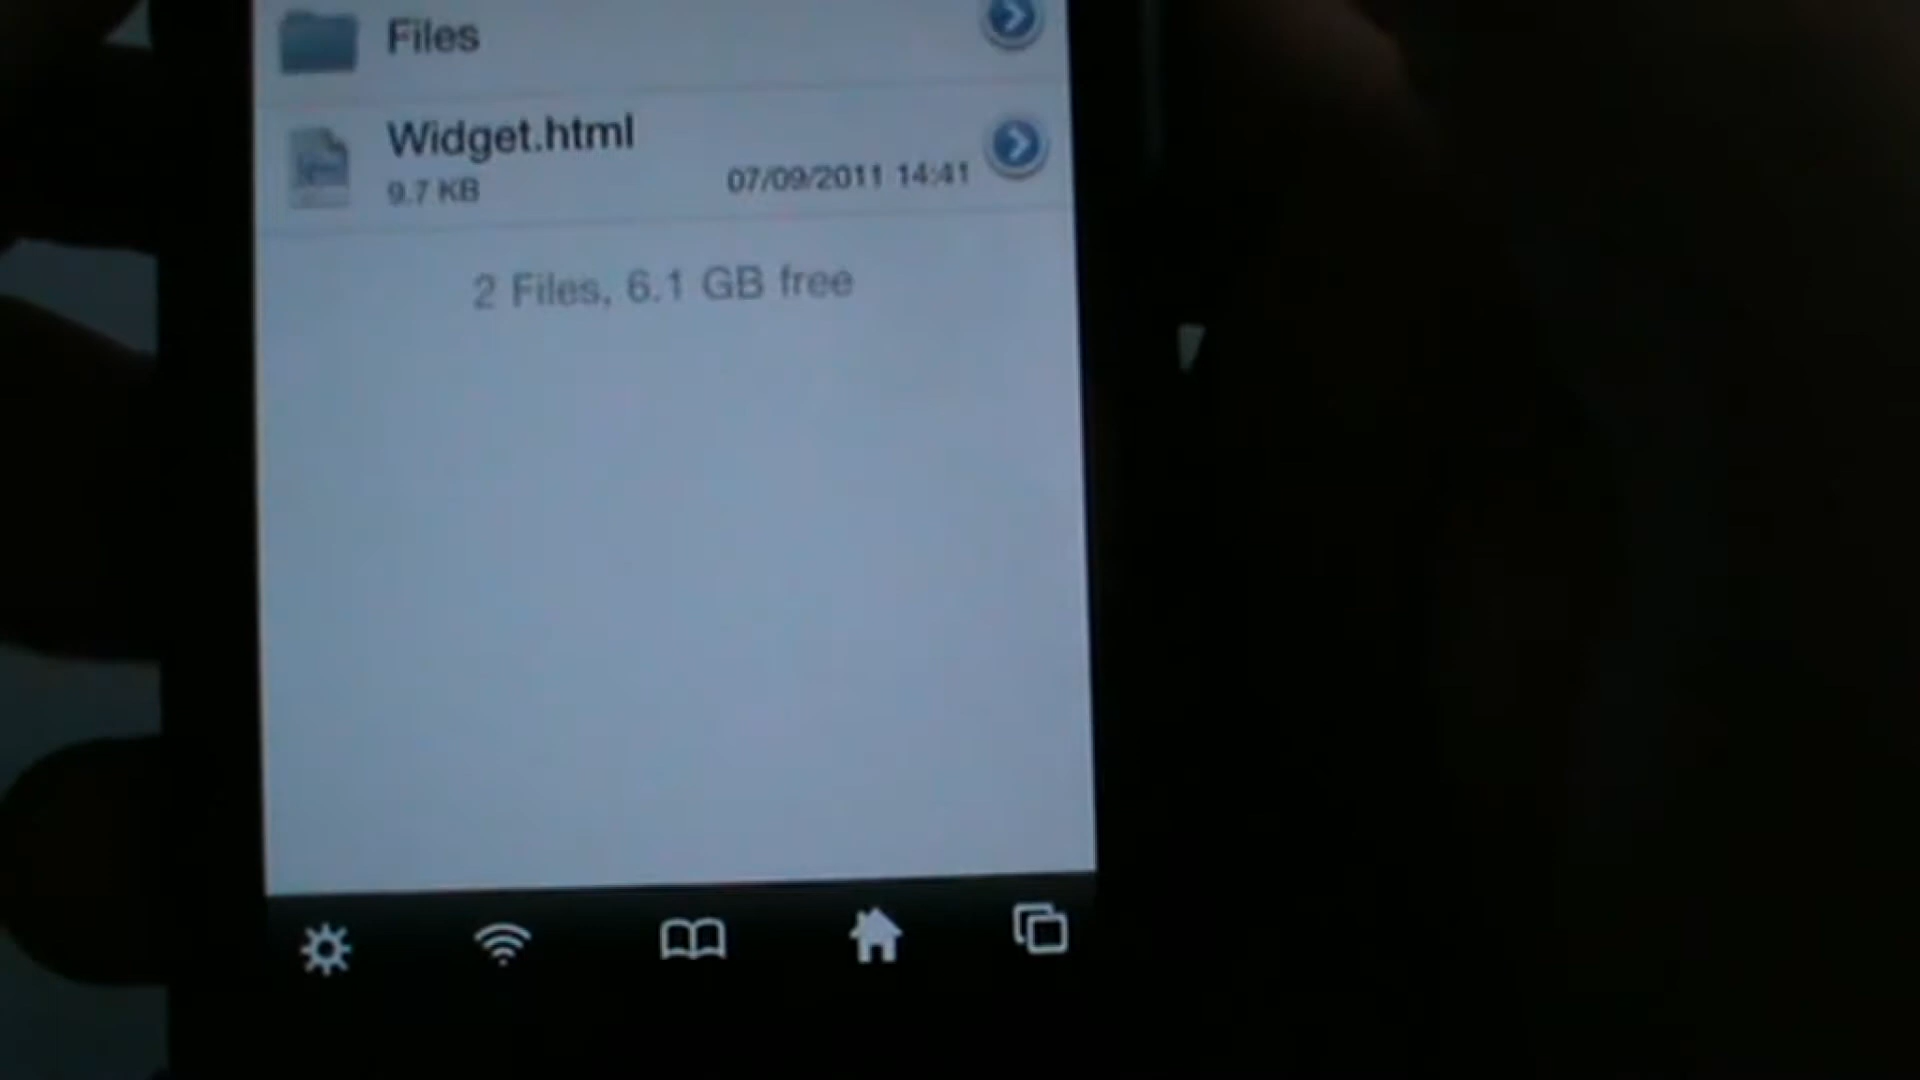 Files
Widget.html
9.7 KB
07/09/2011 14:41
2 Files, 6.1 GB free